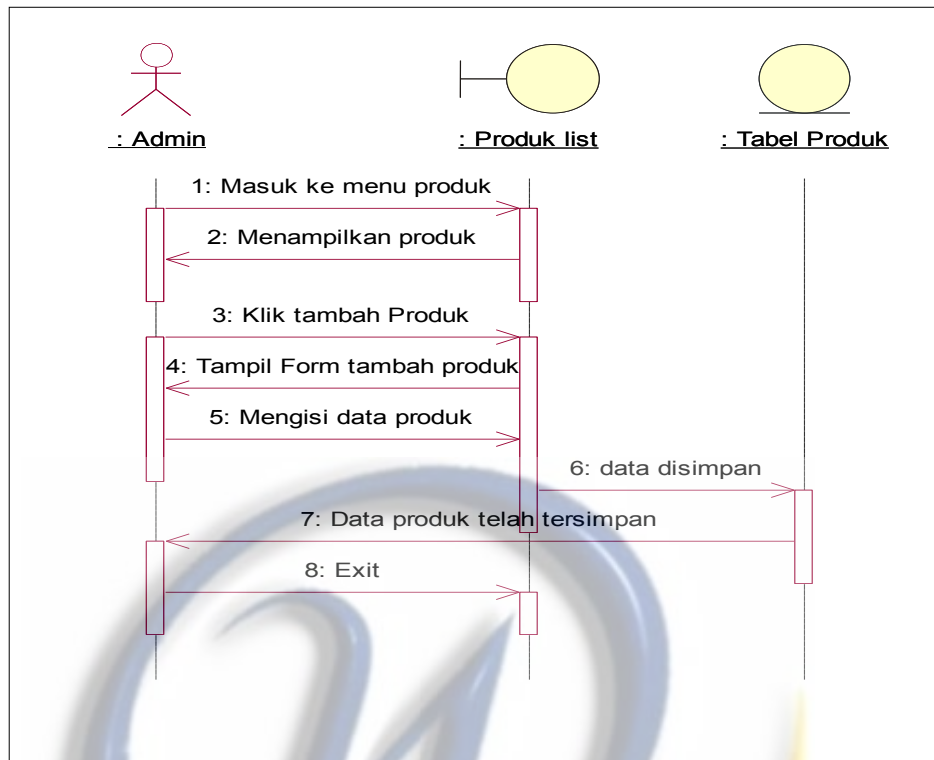 : Admin
: Produk list
: Tabel Produk
1: Masuk ke menu produk
2: Menampilkan produk
3: Klik tambah Produk
4: Tampil Form tambah produk
5: Mengisi data produk
6: data disimpan
7: Data produk telah tersimpan
8: Exit